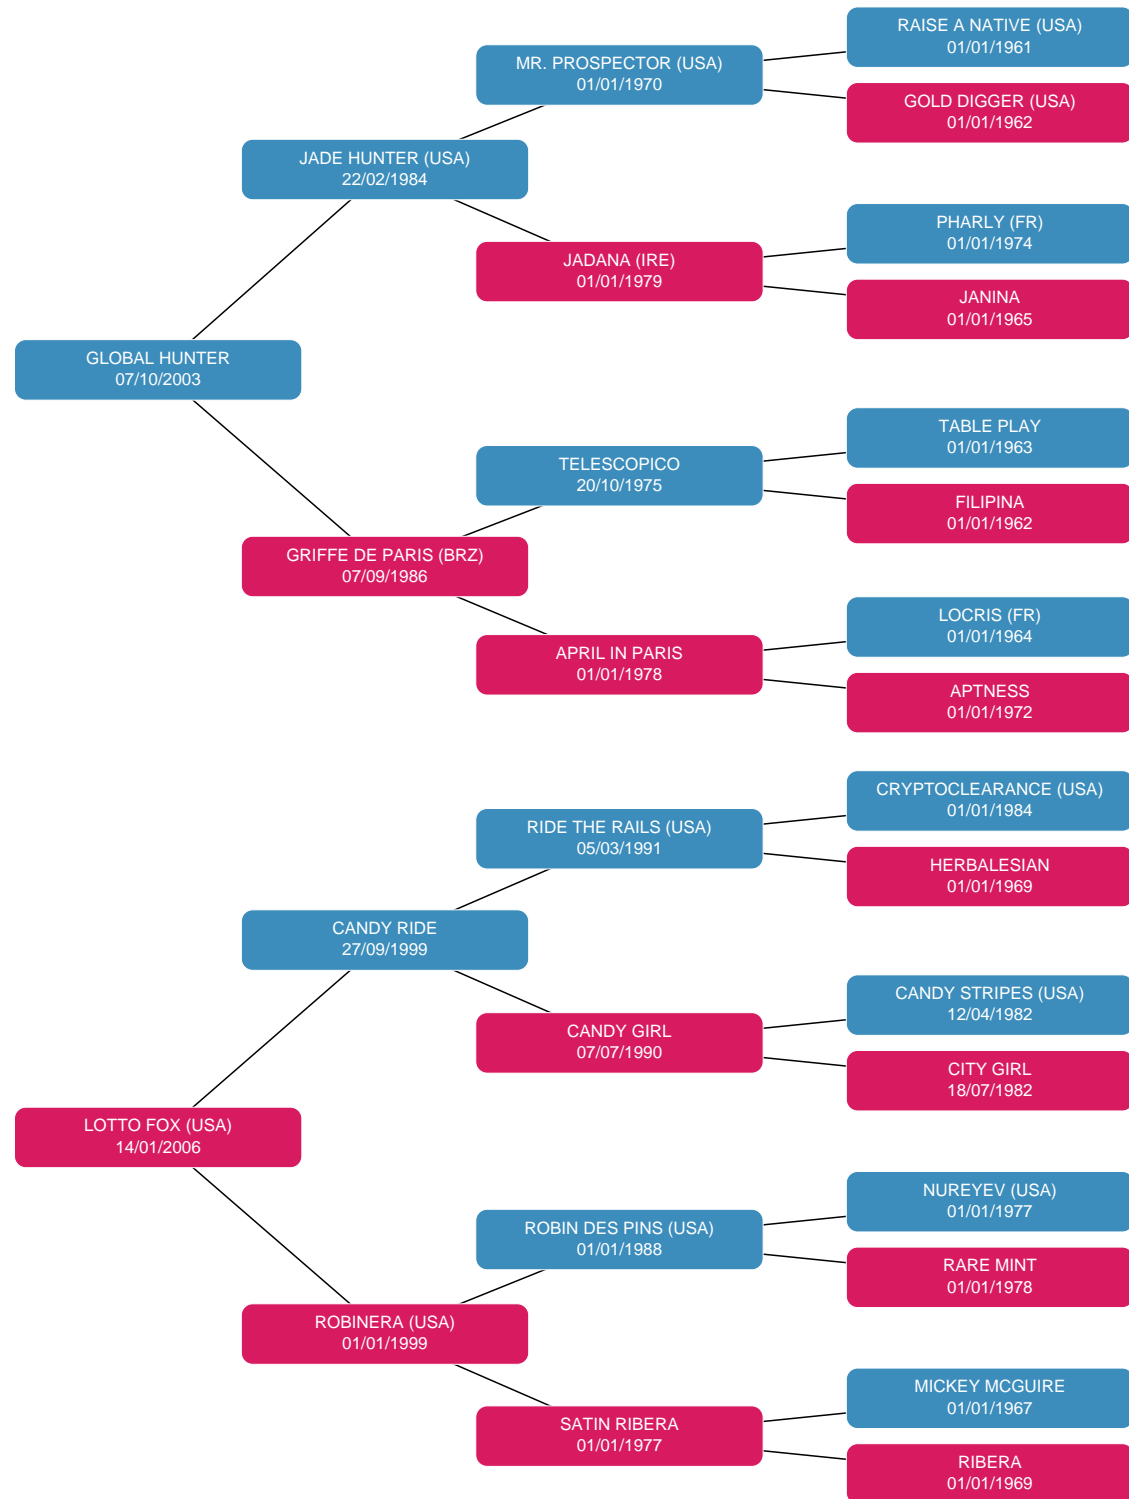 RAISE A NATIVE (USA)
01/01/1961
MR. PROSPECTOR (USA)
01/01/1970
GOLD DIGGER (USA)
01/01/1962
JADE HUNTER (USA)
22/02/1984
PHARLY (FR)
01/01/1974
JADANA (IRE)
01/01/1979
JANINA
01/01/1965
GLOBAL HUNTER
07/10/2003
TABLE PLAY
01/01/1963
TELESCOPICO
20/10/1975
FILIPINA
01/01/1962
GRIFFE DE PARIS (BRZ)
07/09/1986
LOCRIS (FR)
01/01/1964
APRIL IN PARIS
01/01/1978
APTNESS
01/01/1972
CRYPTOCLEARANCE (USA)
01/01/1984
RIDE THE RAILS (USA)
05/03/1991
HERBALESIAN
01/01/1969
CANDY RIDE
27/09/1999
CANDY STRIPES (USA)
12/04/1982
CANDY GIRL
07/07/1990
CITY GIRL
18/07/1982
LOTTO FOX (USA)
14/01/2006
NUREYEV (USA)
01/01/1977
ROBIN DES PINS (USA)
01/01/1988
RARE MINT
01/01/1978
ROBINERA (USA)
01/01/1999
MICKEY MCGUIRE
01/01/1967
SATIN RIBERA
01/01/1977
RIBERA
01/01/1969